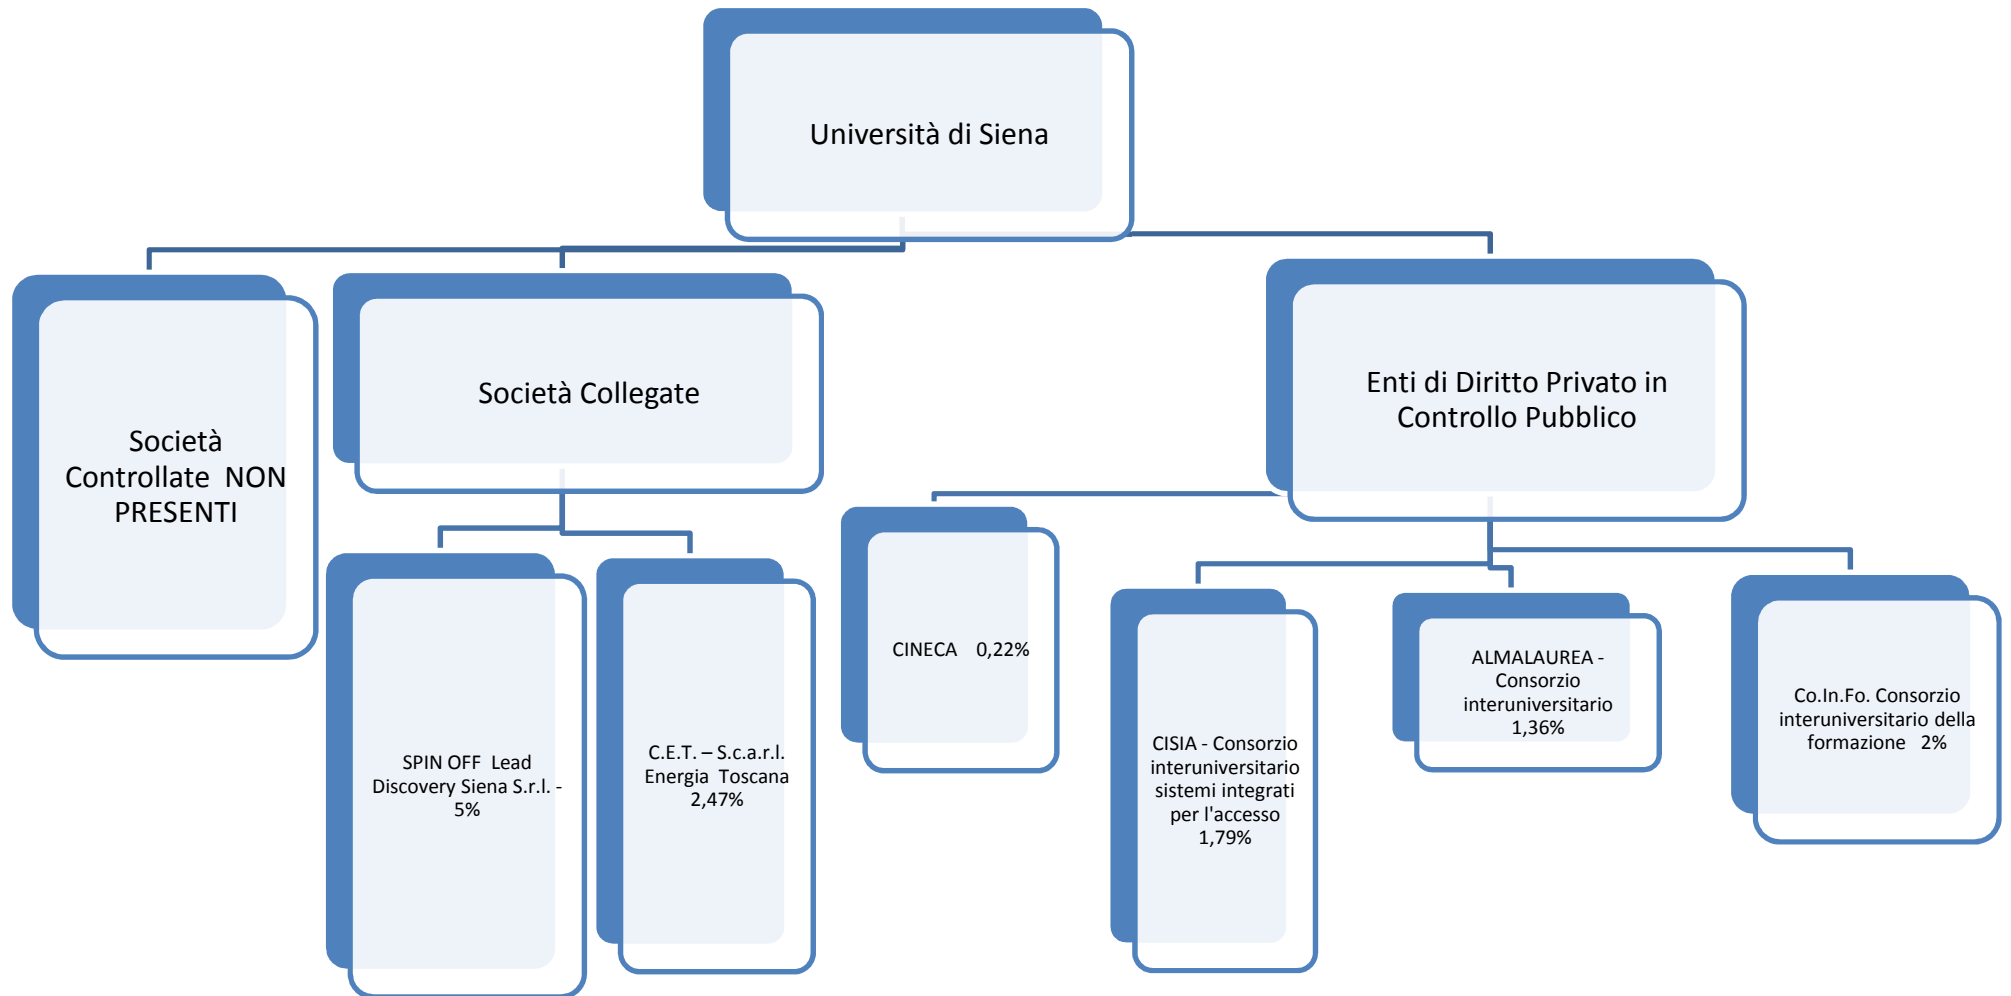 Università di Siena
Società
Controllate  NON
PRESENTI
Società Collegate
Enti di Diritto Privato in
Controllo Pubblico
SPIN OFF  Lead
Discovery Siena S.r.l. -
5%
C.E.T. – S.c.a.r.l.
Energia  Toscana
2,47%
CINECA    0,22%
CISIA - Consorzio
interuniversitario
sistemi integrati
per l'accesso
1,79%
ALMALAUREA -
Consorzio
interuniversitario
1,36%
Co.In.Fo. Consorzio
interuniversitario della
formazione   2%